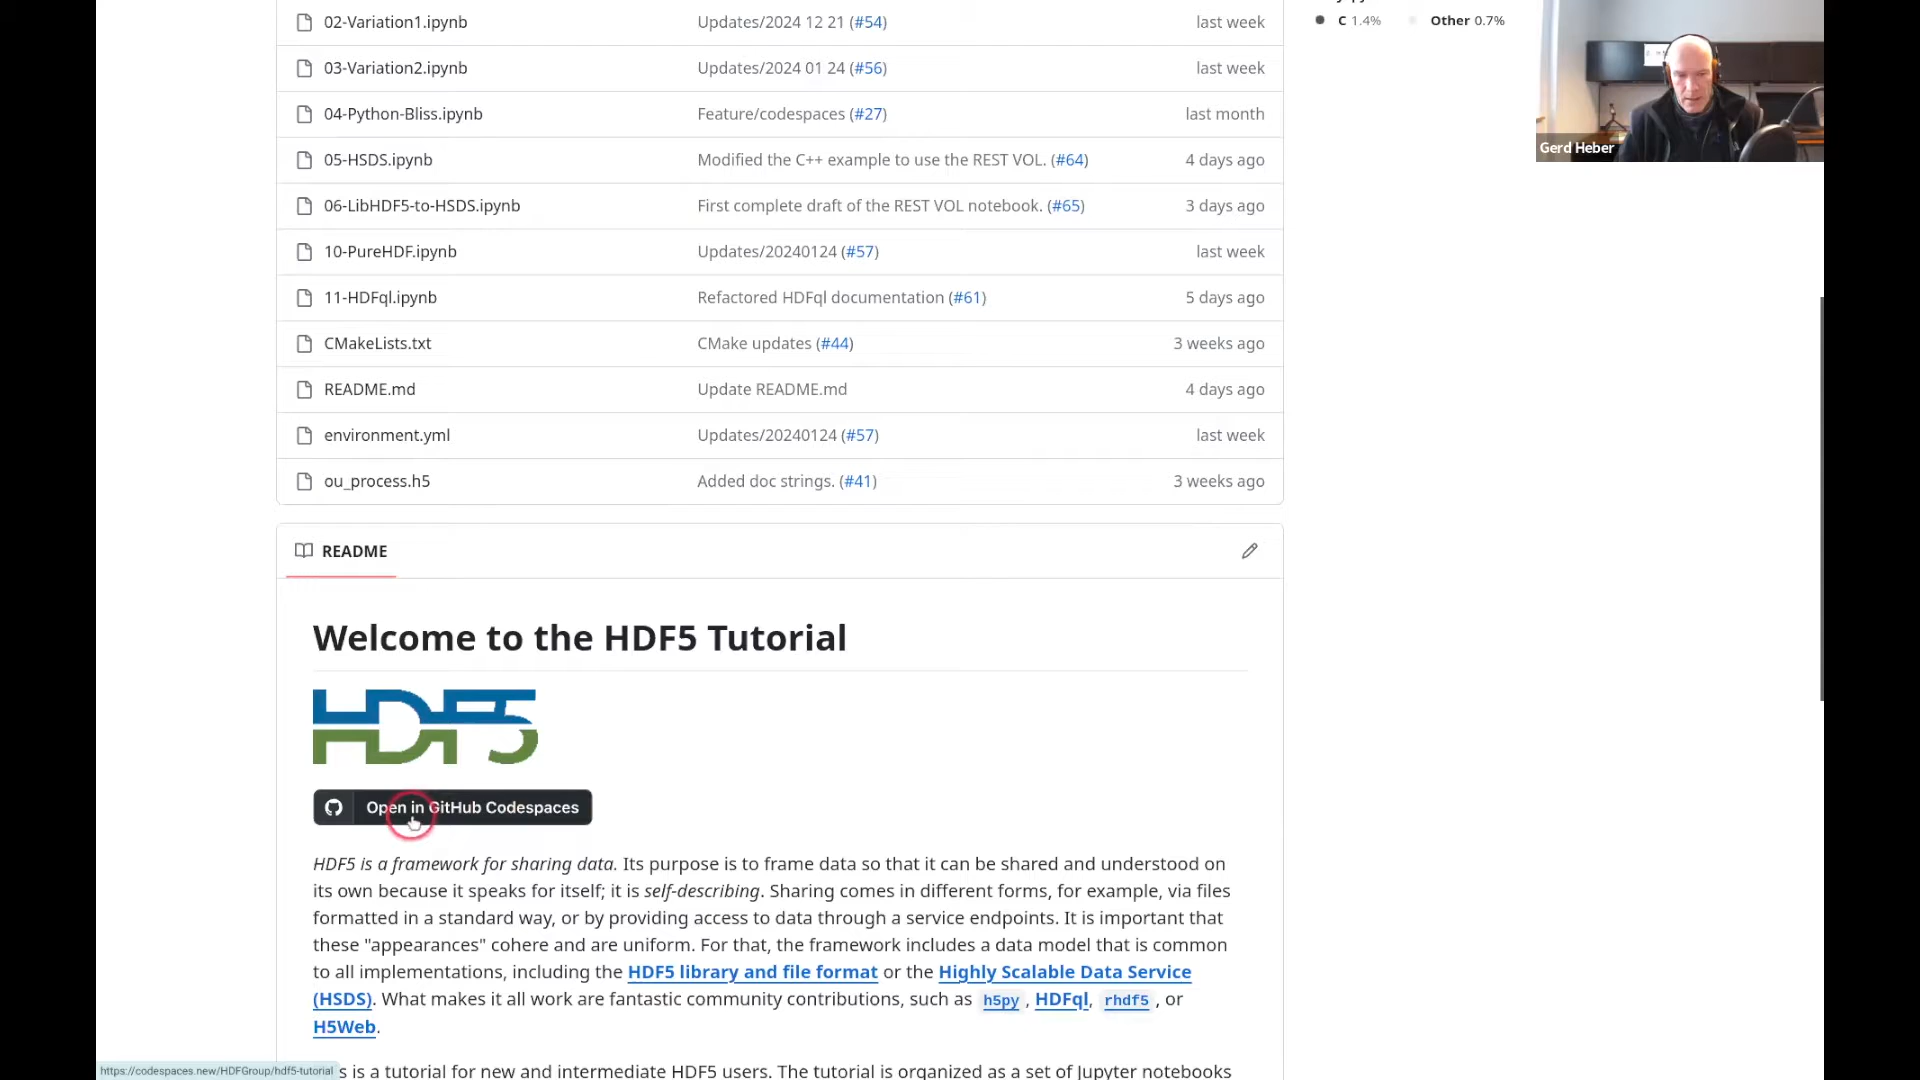 C 1.4% Other 0.7%
02-Variation1.ipynb Updates/2024 12 21 (#54) last week
03-Variation2.ipynb Updates/2024 01 24 (#56) last week
04-Python-Bliss.ipynb Feature/codespaces (#27) last month
Gerd Heber
05-HSDS.ipynb Modified the C++ example to use the REST VOL. (#64) 4 days ago
06-LibHDF5-to-HSDS.ipynb First complete draft of the REST VOL notebook. (#65) 3 days ago
10-PureHDF.ipynb Updates/20240124 (#57) last week
11-HDFql.ipynb Refactored HDFql documentation (#61) 5 days ago
CMakeLists.txt CMake updates (#44) 3 weeks ago
README.md Update README.md 4 days ago
environment.yml Updates/20240124 (#57) last week
ou_process.h5 Added doc strings. (#41) 3 weeks ago
README
Welcome to the HDF5 Tutorial
HDF5
Open in GitHub Codespaces
HDF5 is a framework for sharing data. Its purpose is to frame data so that it can be shared and understood on
its own because it speaks for itself; it is self-describing. Sharing comes in different forms, for example, via files
formatted in a standard way, or by providing access to data through a service endpoints. It is important that
these "appearances" cohere and are uniform. For that, the framework includes a data model that is common
to all implementations, including the HDF5 library and file format or the Highly Scalable Data Service
(HSDS). What makes it all work are fantastic community contributions, such as h5py, HDFql, rhdf5, or
H5Web.
s is a tutorial for new and intermediate HDF5 users. The tutorial is organized as a set of Jupyter notebooks
https://codespaces.new/HDFGroup/hdf5-tutorial